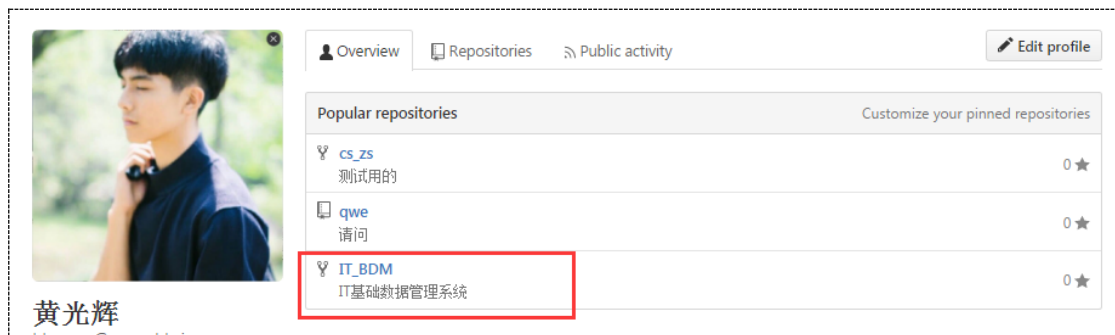 Overview Repositories Public activity Edit profile
Popular repositories Customize your pinned repositories
cs_zs
测试用的
0
qwe
请问
0
IT_BDM
IT基础数据管理系统
0
黄光辉